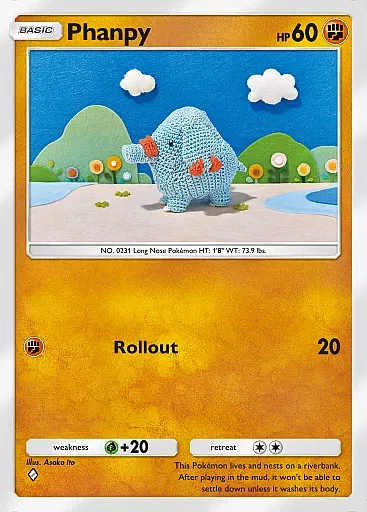 BASIC
Phanpy
HP 60
NO. 0231 Long Nose Pokémon HT: 1'8" WT: 73.9 lbs.
Rollout 20
weakness +20
retreat
Illus. Asako Ito
This Pokémon lives and nests on a riverbank.
After playing in the mud, it won't be able to
settle down unless it washes its body.